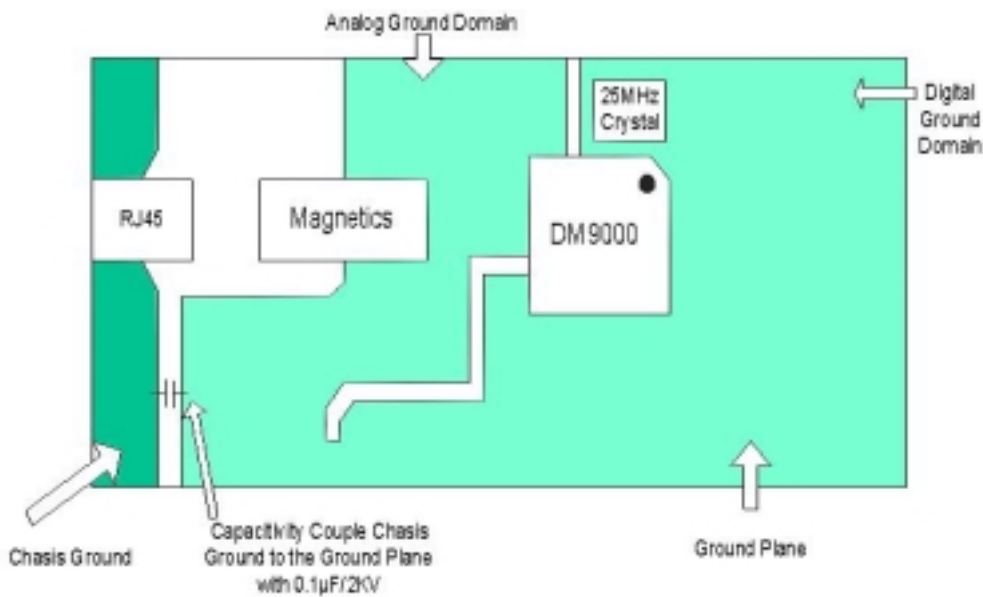 Analog Ground Domain
25MHz
Crystal
Digital
Ground
Domain
RJ45
Magnetics
DM9000
Chasis Ground
Capacitivity Couple Chasis
Ground to the Ground Plane
with 0.1µF/2KV
Ground Plane